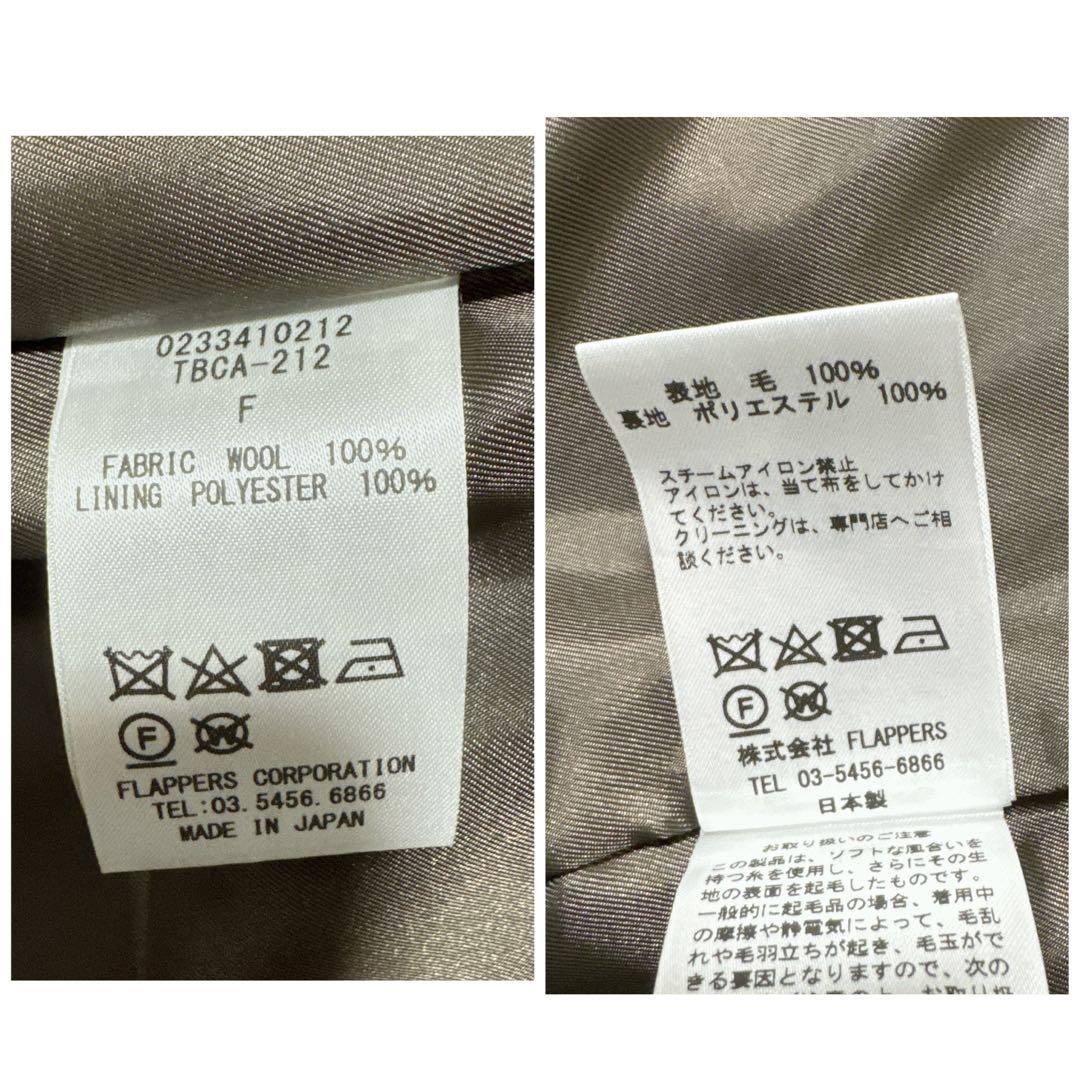 0233410212
TBCA-212
F
FABRIC WOOL 100%
LINING POLYESTER 100%
F
W
FLAPPERS CORPORATION
TEL:03.5456.6866
MADE IN JAPAN
表地 毛 100%
裏地 ポリエステル 100%
スチームアイロン禁止
アイロンは、当て布をしてかけ
てください。
クリーニングは、専門店へご相
談ください。
F
W
株式会社 FLAPPERS
TEL 03-5456-6866
日本製
お取り扱いのご注意
この製品は、ソフトな風合いを
持つ糸を使用し、さらにその生
地の表面を起毛したものです。
一般的に起毛品の場合、着用中
の摩擦や静電気によって、毛乱
れや毛羽立ちが起き、毛玉がで
きる要因となりますので、次の